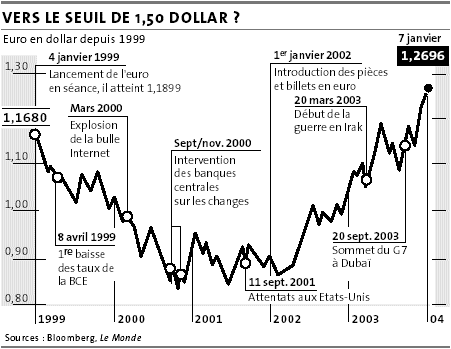 VERS LE SEUIL DE 1,50 DOLLAR ?
Euro en dollar depuis 1999
7 janvier
1,2696
4 janvier 1999
Lancement de l'euro
en séance, il atteint 1,1899
1er janvier 2002
Introduction des pièces
et billets en euro
1,30
1,1680
1,10
1,00
0,90
0,80
Mars 2000
Explosion
de la bulle
Internet
20 mars 2003
Début de la
guerre en Irak
Sept/nov. 2000
Intervention
des banques
centrales
sur les changes
8 avril 1999
1re baisse
des taux de
la BCE
20 sept. 2003
Sommet du G7
à Dubaï
11 sept. 2001
Attentats aux Etats-Unis
1999
2000
2001
2002
2003
04
Sources : Bloomberg, Le Monde